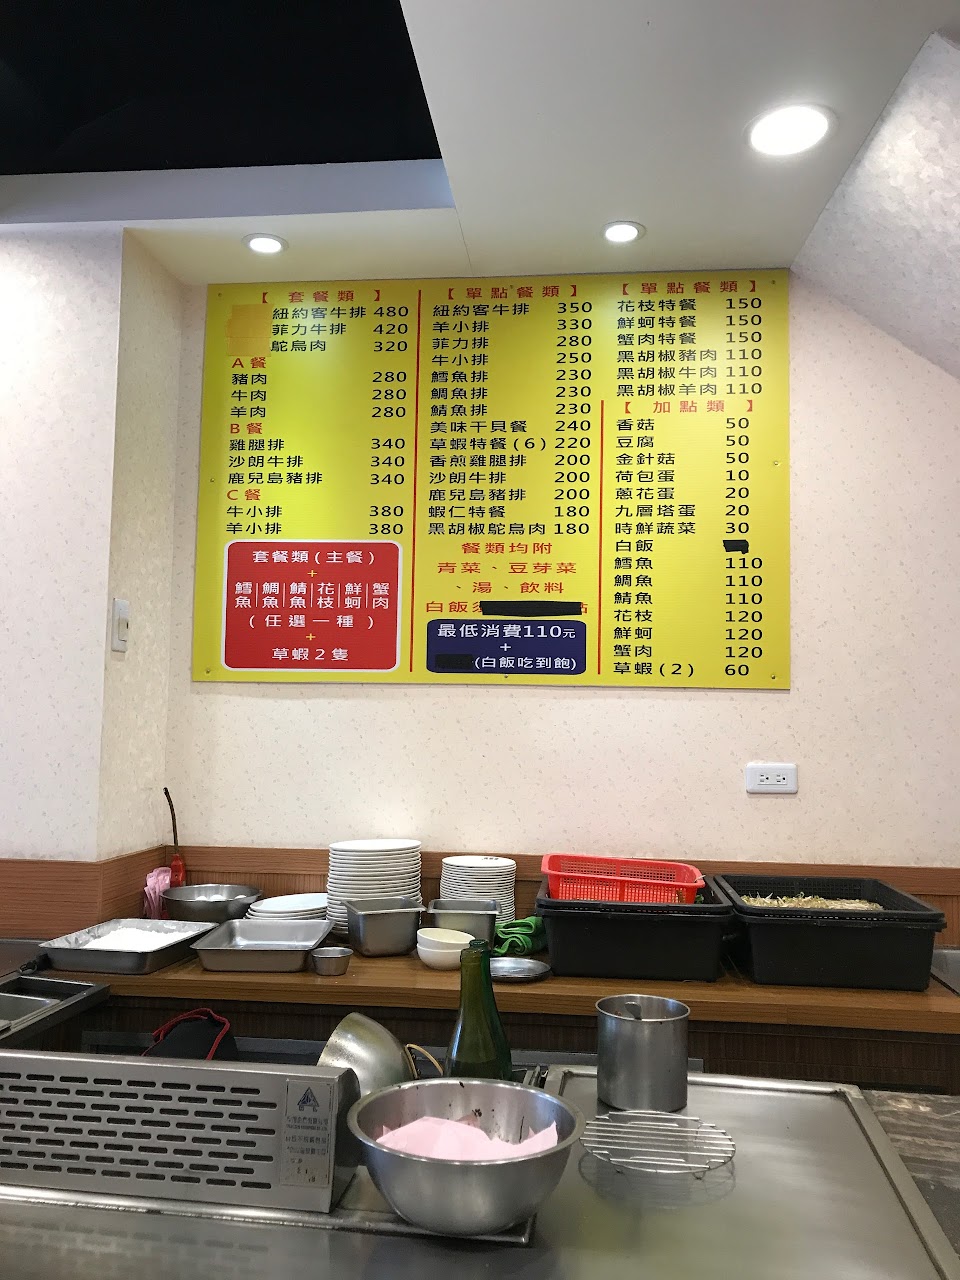 【 套餐類 】
紐約客牛排 480
菲力牛排 420
鴕鳥肉 320
A餐
豬肉 280
牛肉 280
羊肉 280
B餐
雞腿排 340
沙朗牛排 340
鹿兒島豬排 340
C餐
牛小排 380
羊小排 380
套餐類(主餐)
+
鱈魚|鯛魚|鯖魚|花枝|鮮蚵|蟹肉
(任選一種)
+
草蝦2隻
【 單點餐類 】
紐約客牛排 350
羊小排 330
菲力排 280
牛小排 250
鱈魚排 230
鯛魚排 230
鯖魚排 230
美味干貝餐 240
草蝦特餐(6) 220
香煎雞腿排 200
沙朗牛排 200
鹿兒島豬排 200
蝦仁特餐 180
黑胡椒鴕鳥肉 180
餐類均附
青菜、豆芽菜
、湯、飲料
白飯
最低消費110元
+
(白飯吃到飽)
【 單點餐類 】
花枝特餐 150
鮮蚵特餐 150
蟹肉特餐 150
黑胡椒豬肉 110
黑胡椒牛肉 110
黑胡椒羊肉 110
【 加點類 】
香菇 50
豆腐 50
金針菇 50
荷包蛋 10
蔥花蛋 20
九層塔蛋 20
時鮮蔬菜 30
白飯
鱈魚 110
鯛魚 110
鯖魚 110
花枝 120
鮮蚵 120
蟹肉 120
草蝦(2) 60